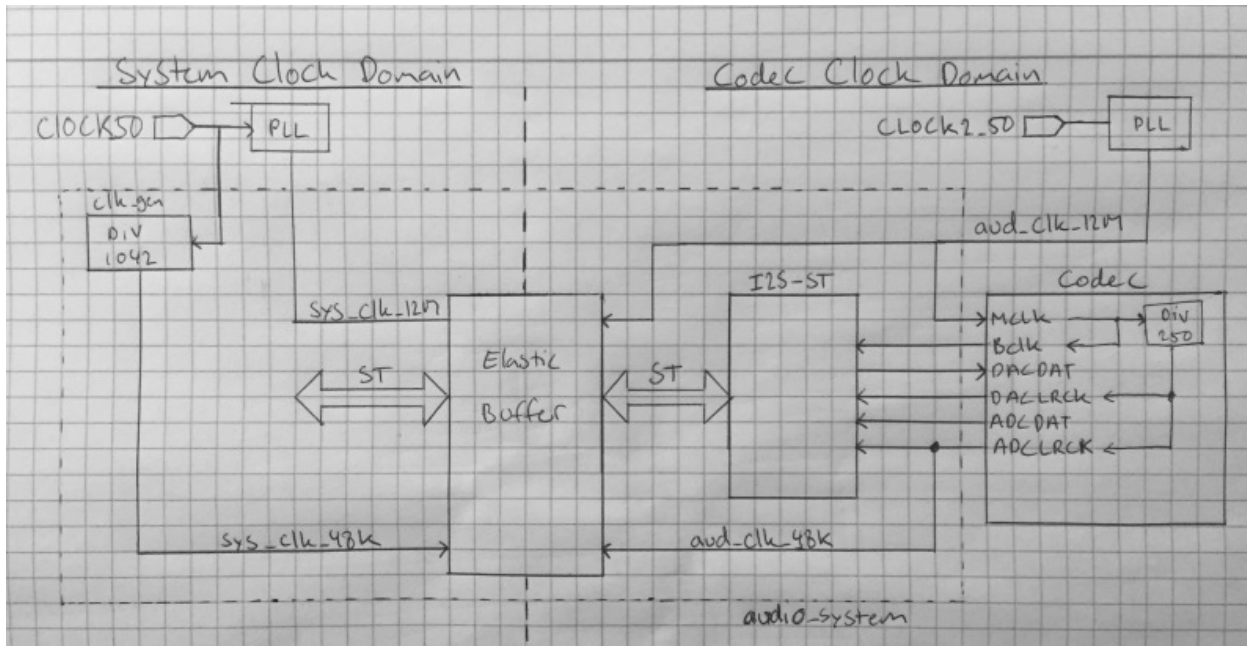 System Clock Domain
Codec Clock Domain
CLOCK50
PLL
CLOCK2_50
PLL
clk_gen
DIV
1042
aud_clk_12M
I2S-ST
Codec
sys_clk_12M
MCLK
Div
250
Bclk
Elastic
Buffer
ST
ST
DACDAT
DACLRCK
ADCDAT
ADCLRCK
sys_clk_48K
aud_clk_48K
audio_system